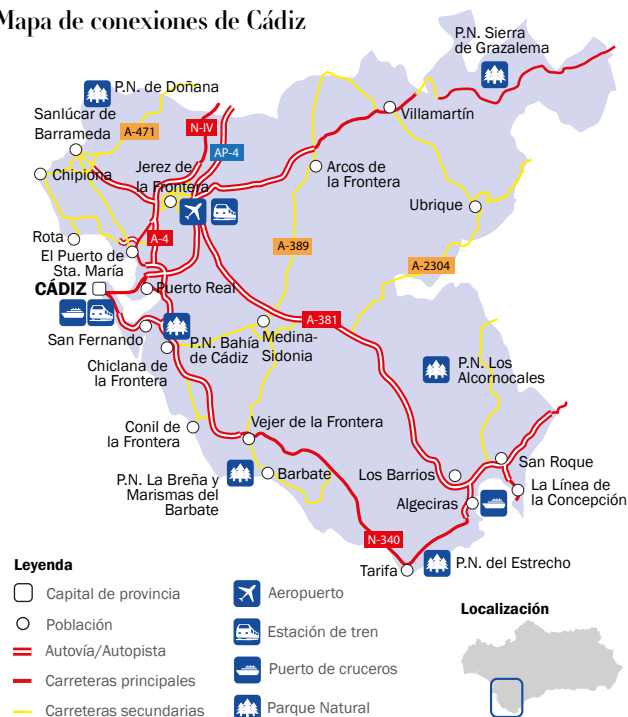 Mapa de conexiones de Cádiz
P.N. Sierra
de Grazalema
P.N. de Doñana
Sanlúcar de
Barrameda
A-471
N-IV
Villamartín
AP-4
Jerez de
la Frontera
Chipiona
Arcos de
la Frontera
Ubrique
Rota
A-4
El Puerto de
Sta. María
A-389
A-2304
CÁDIZ
Puerto Real
A-381
San Fernando
P.N. Bahía
de Cádiz
Medina-
Sidonia
Chiclana de
la Frontera
P.N. Los
Alcornocales
Conil de
la Frontera
Vejer de la Frontera
San Roque
P.N. La Breña y
Marismas del
Barbate
Barbate
Los Barrios
La Línea de
la Concepción
Algeciras
N-340
Tarifa
P.N. del Estrecho
Leyenda
Capital de provincia
Población
Autovía/Autopista
Carreteras principales
Carreteras secundarias
Aeropuerto
Estación de tren
Puerto de cruceros
Parque Natural
Localización